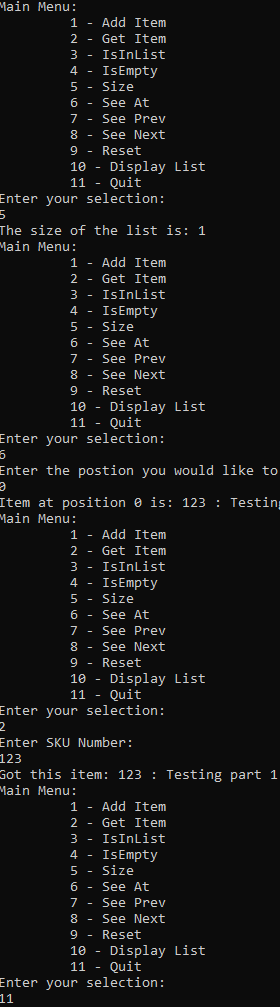 Main Menu:
1 - Add Item
2 - Get Item
3 - IsInList
4 - IsEmpty
5 - Size
6 - See At
7 - See Prev
8 - See Next
9 - Reset
10 - Display List
11 - Quit
Enter your selection:
5
The size of the list is: 1
Main Menu:
1 - Add Item
2 - Get Item
3 - IsInList
4 - IsEmpty
5 - Size
6 - See At
7 - See Prev
8 - See Next
9 - Reset
10 - Display List
11 - Quit
Enter your selection:
6
Enter the postion you would like to
0
Item at position 0 is: 123 : Testing
Main Menu:
1 - Add Item
2 - Get Item
3 - IsInList
4 - IsEmpty
5 - Size
6 - See At
7 - See Prev
8 - See Next
9 - Reset
10 - Display List
11 - Quit
Enter your selection:
2
Enter SKU Number:
123
Got this item: 123 : Testing part 1
Main Menu:
1 - Add Item
2 - Get Item
3 - IsInList
4 - IsEmpty
5 - Size
6 - See At
7 - See Prev
8 - See Next
9 - Reset
10 - Display List
11 - Quit
Enter your selection:
11